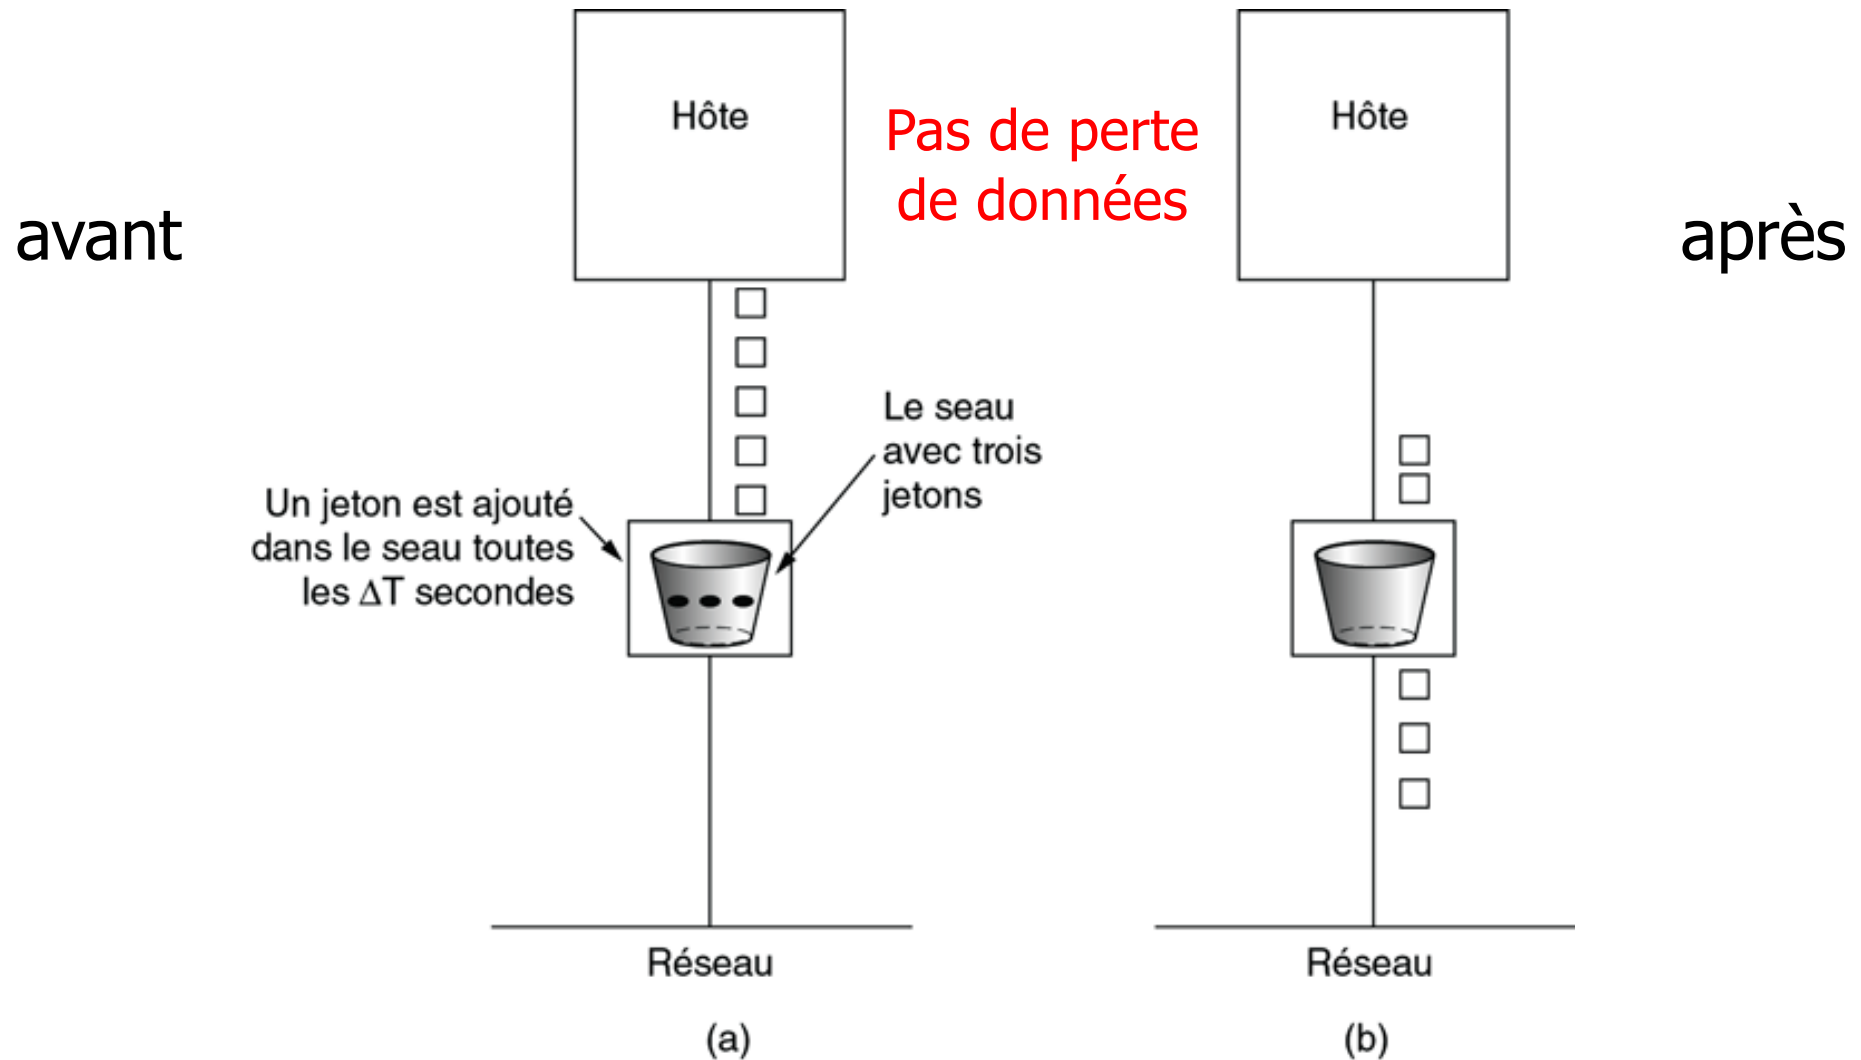 Hôte
Pas de perte
de données
Hôte
avant
après
Le seau
avec trois
jetons
Un jeton est ajouté
dans le seau toutes
les ΔT secondes
Réseau
Réseau
(a)
(b)